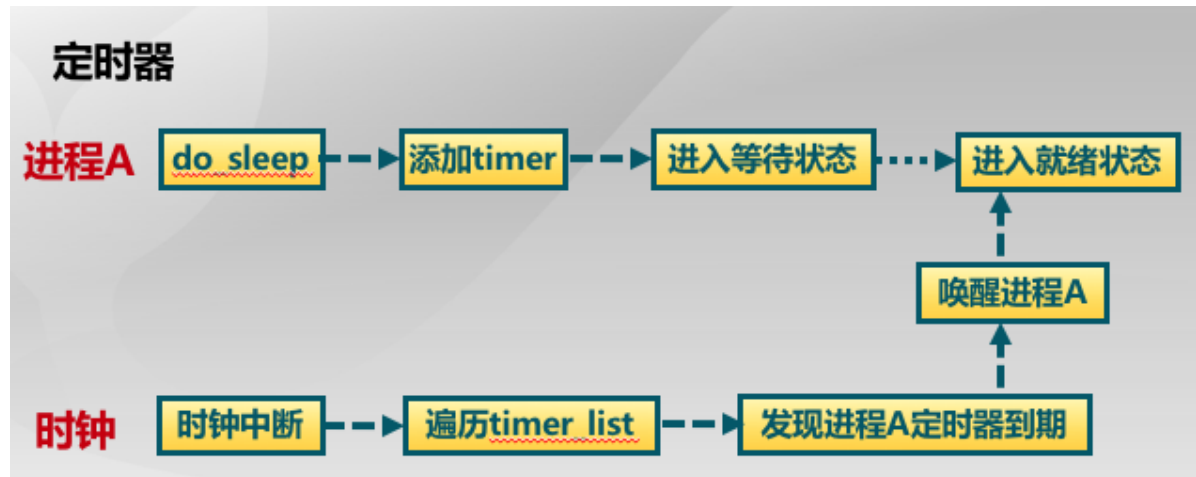 定时器
进程A
do_sleep
添加timer
进入等待状态
进入就绪状态
唤醒进程A
时钟
时钟中断
遍历timer_list
发现进程A定时器到期